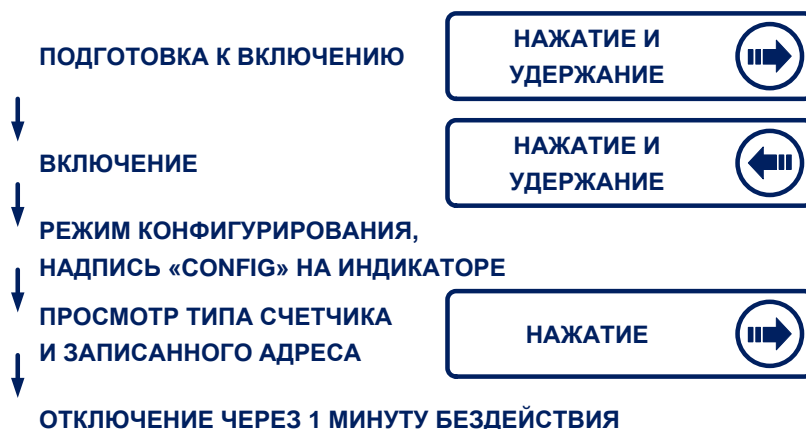 ПОДГОТОВКА К ВКЛЮЧЕНИЮ
НАЖАТИЕ И
УДЕРЖАНИЕ
ВКЛЮЧЕНИЕ
НАЖАТИЕ И
УДЕРЖАНИЕ
РЕЖИМ КОНФИГУРИРОВАНИЯ,
НАДПИСЬ «CONFIG» НА ИНДИКАТОРЕ
ПРОСМОТР ТИПА СЧЕТЧИКА
И ЗАПИСАННОГО АДРЕСА
НАЖАТИЕ
ОТКЛЮЧЕНИЕ ЧЕРЕЗ 1 МИНУТУ БЕЗДЕЙСТВИЯ